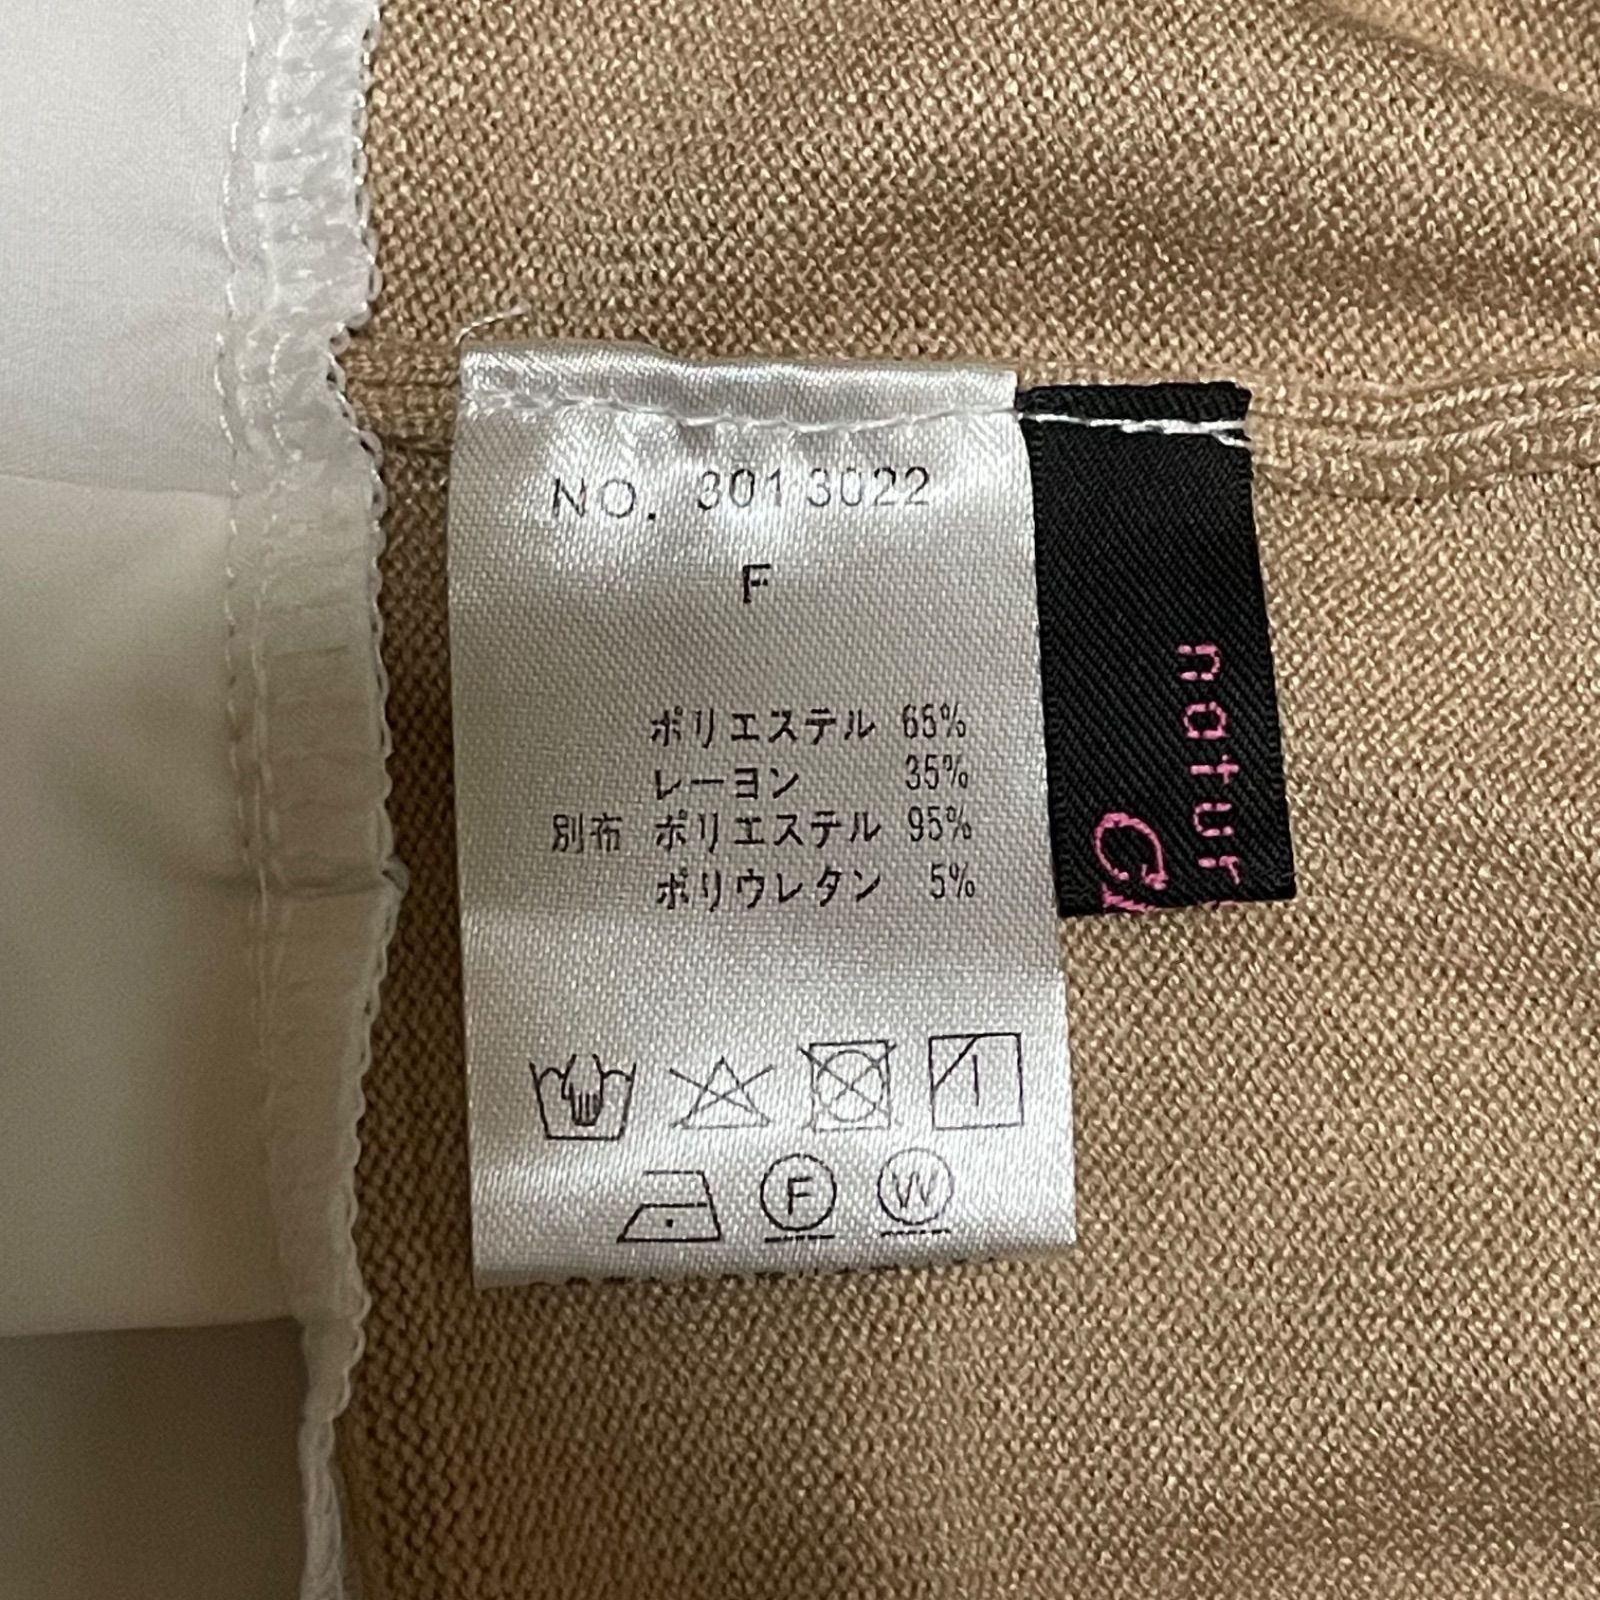 NO. 3013022
F
ポリエステル 65%
レーヨン 35%
別布 ポリエステル 95%
ポリウレタン 5%
F
W
natur